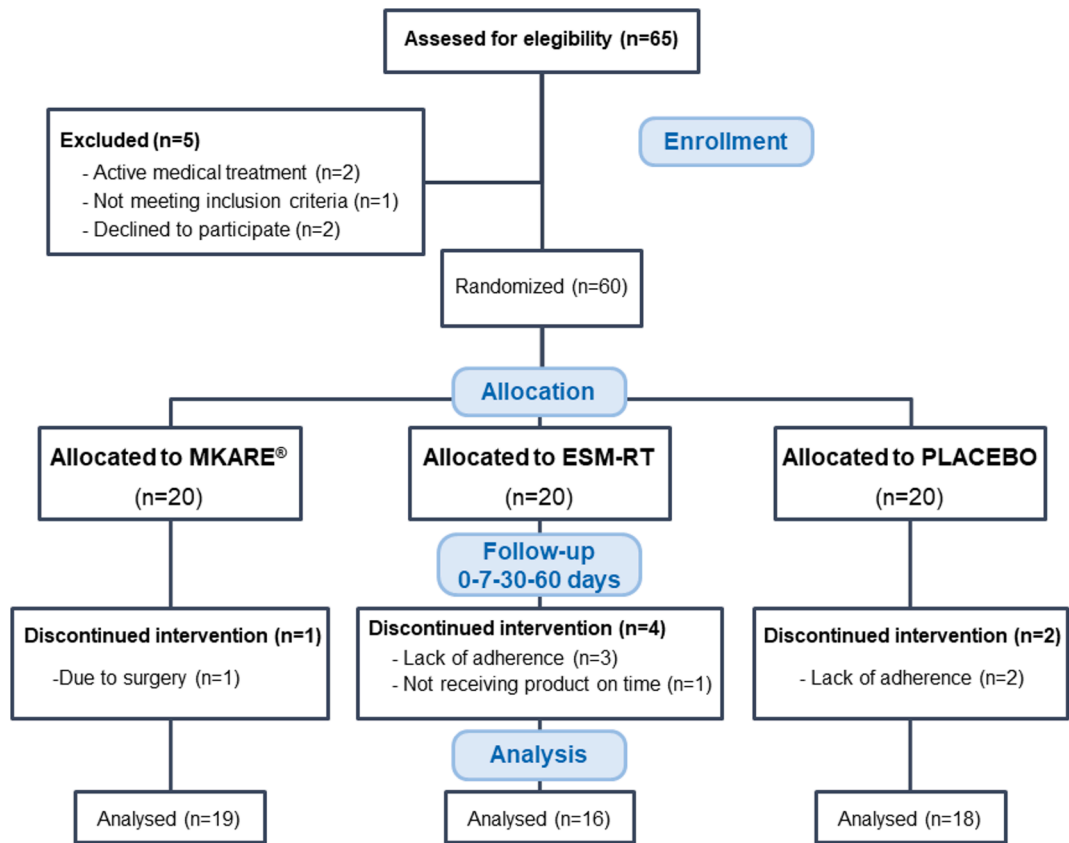 Assesed for elegibility (n=65)
Enrollment
Excluded (n=5)
- Active medical treatment (n=2)
- Not meeting inclusion criteria (n=1)
- Declined to participate (n=2)
Randomized (n=60)
Allocation
Allocated to MKARE®
(n=20)
Allocated to ESM-RT
(n=20)
Allocated to PLACEBO
(n=20)
Follow-up
0-7-30-60 days
Discontinued intervention (n=1)
-Due to surgery (n=1)
Discontinued intervention (n=4)
- Lack of adherence (n=3)
- Not receiving product on time (n=1)
Discontinued intervention (n=2)
- Lack of adherence (n=2)
Analysis
Analysed (n=19)
Analysed (n=16)
Analysed (n=18)